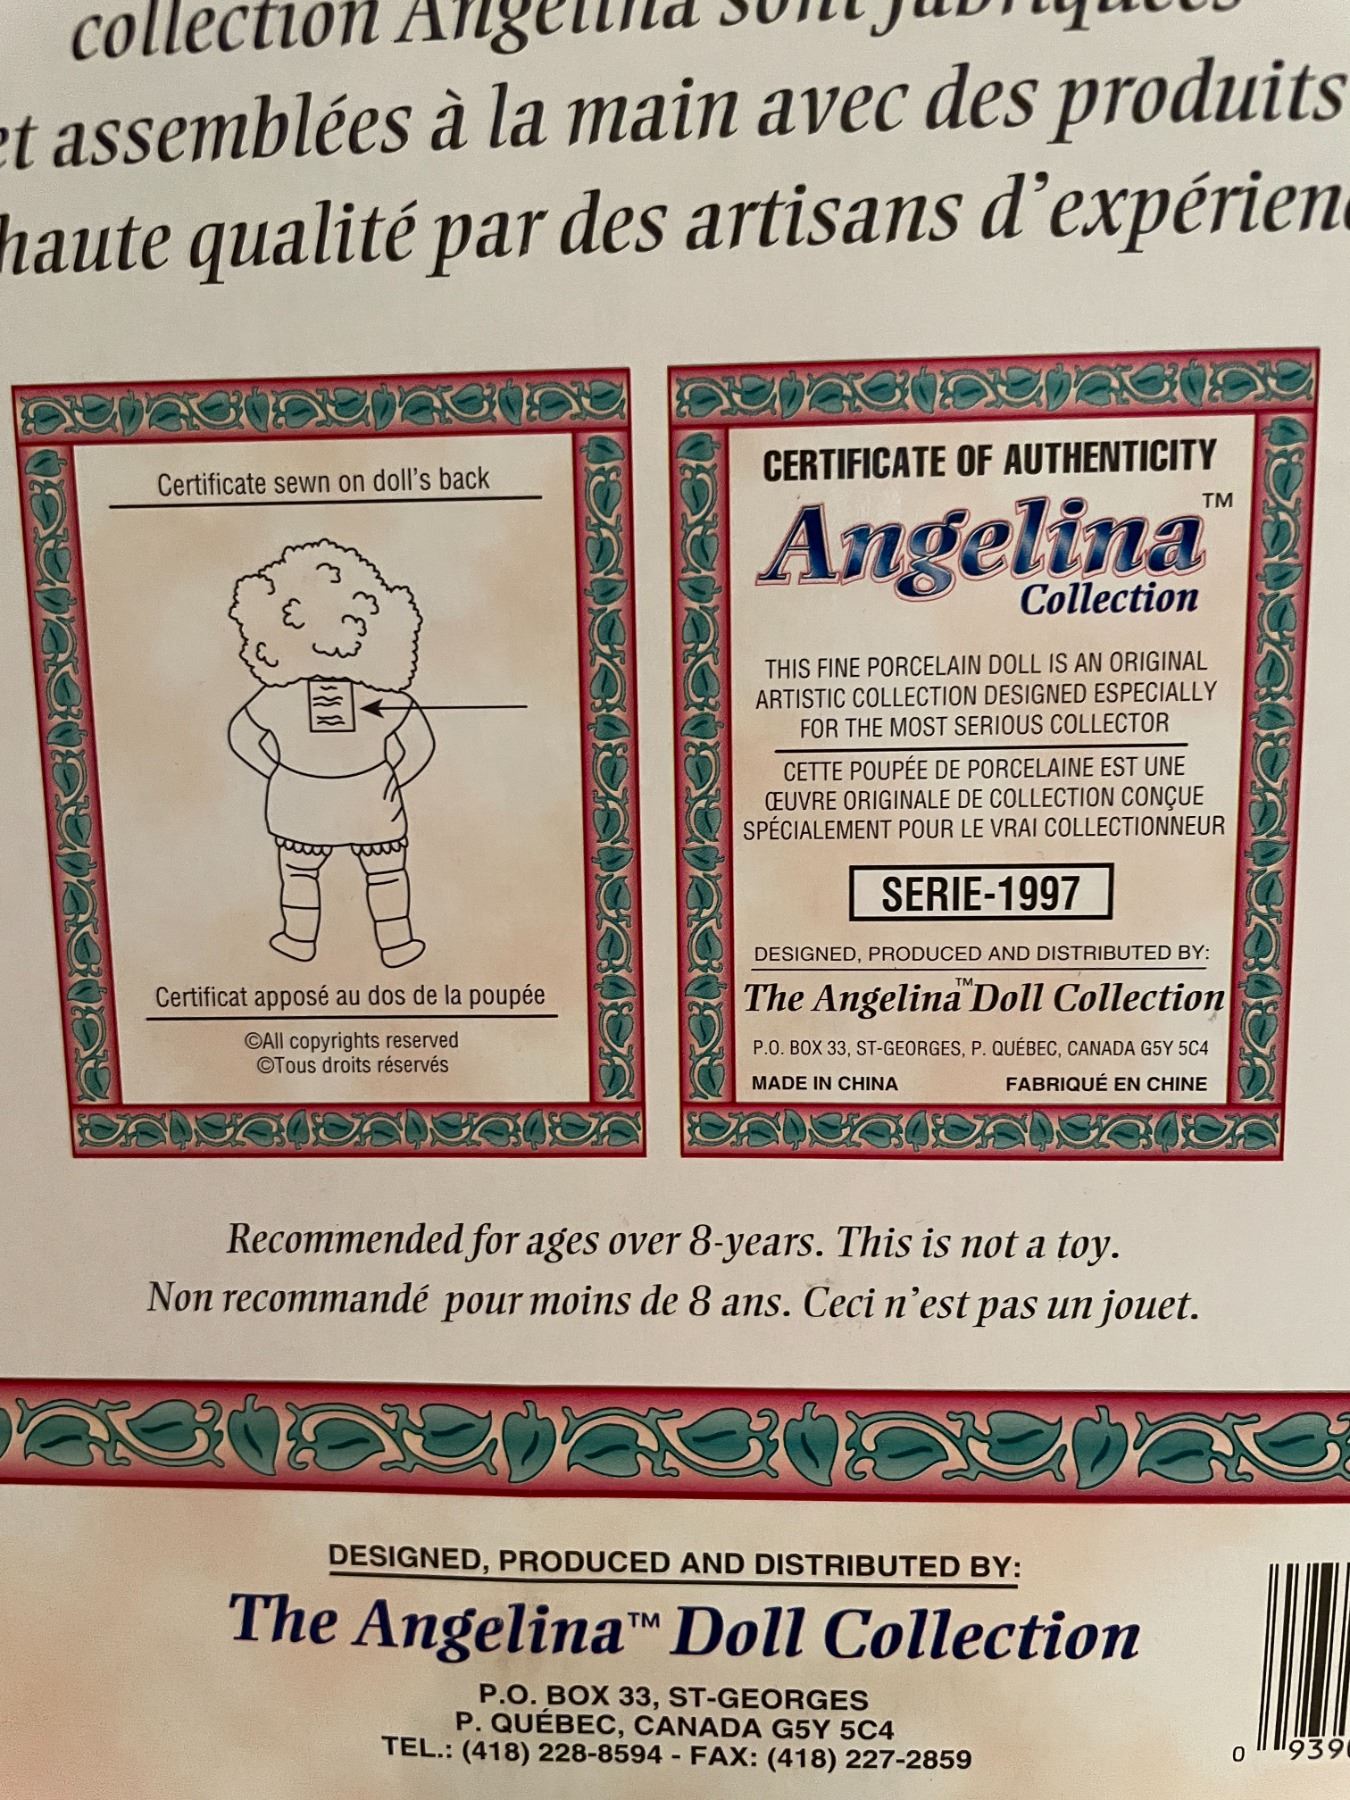 collection Angelina sont fabriquées
et assemblées à la main avec des produits
haute qualité par des artisans
Certificate sewn on doll's back
Certificat apposé au dos de la poupée
©All copyrights reserved
©Tous droits réservés
CERTIFICATE OF AUTHENTICITY
Angelina™
Collection
THIS FINE PORCELAIN DOLL IS AN ORIGINAL
ARTISTIC COLLECTION DESIGNED ESPECIALLY
FOR THE MOST SERIOUS COLLECTOR
CETTE POUPÉE DE PORCELAINE EST UNE
ŒUVRE ORIGINALE DE COLLECTION CONÇUE
SPÉCIALEMENT POUR LE VRAI COLLECTIONNEUR
SERIE-1997
DESIGNED, PRODUCED AND DISTRIBUTED BY:
The Angelina™ Doll Collection
P.O. BOX 33, ST-GEORGES, P. QUÉBEC, CANADA G5Y 5C4
MADE IN CHINA FABRIQUÉ EN CHINE
Recommended for ages over 8-years. This is not a toy.
Non recommandé pour moins de 8 ans. Ceci n'est pas un jouet.
DESIGNED, PRODUCED AND DISTRIBUTED BY:
The Angelina™ Doll Collection
P.O. BOX 33, ST-GEORGES
P. QUÉBEC, CANADA G5Y 5C4
TEL.: (418) 228-8594 - FAX: (418) 227-2859
0 939